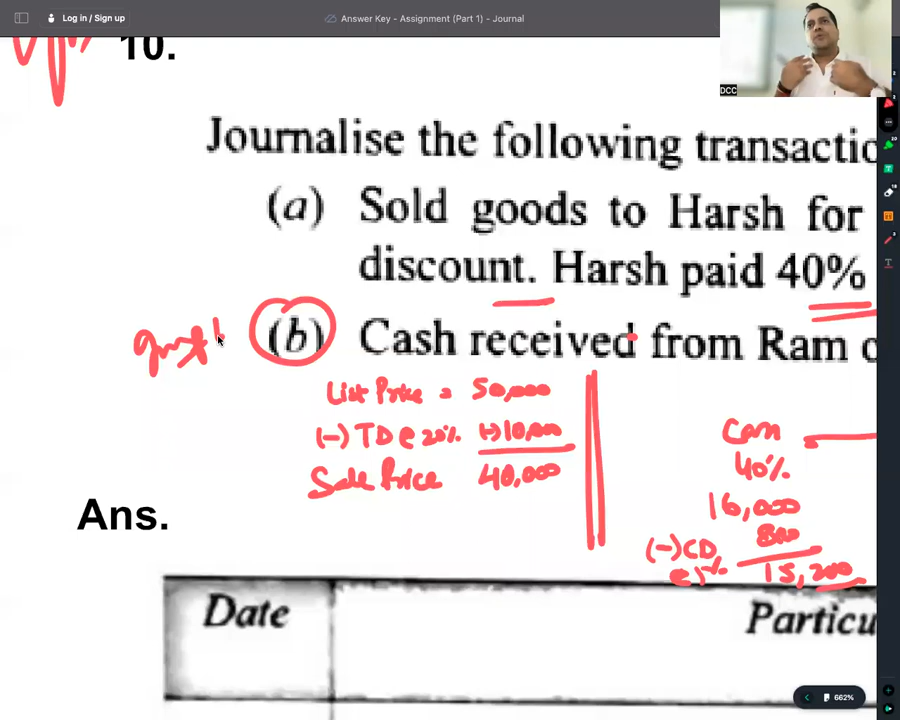 Log in / Sign up
Answer Key - Assignment (Part 1) - Journal
DCC
10.
Journalise the following transactio
(a) Sold goods to Harsh for
discount. Harsh paid 40%
(b) Cash received from Ram o
List Price = 50,000
(-) TD @ 20% (-) 10,000
Sale Price 40,000
Cash
40%
16,000
(-) CD 800
@ 5% 15,200
Ans.
Date Particu
662%